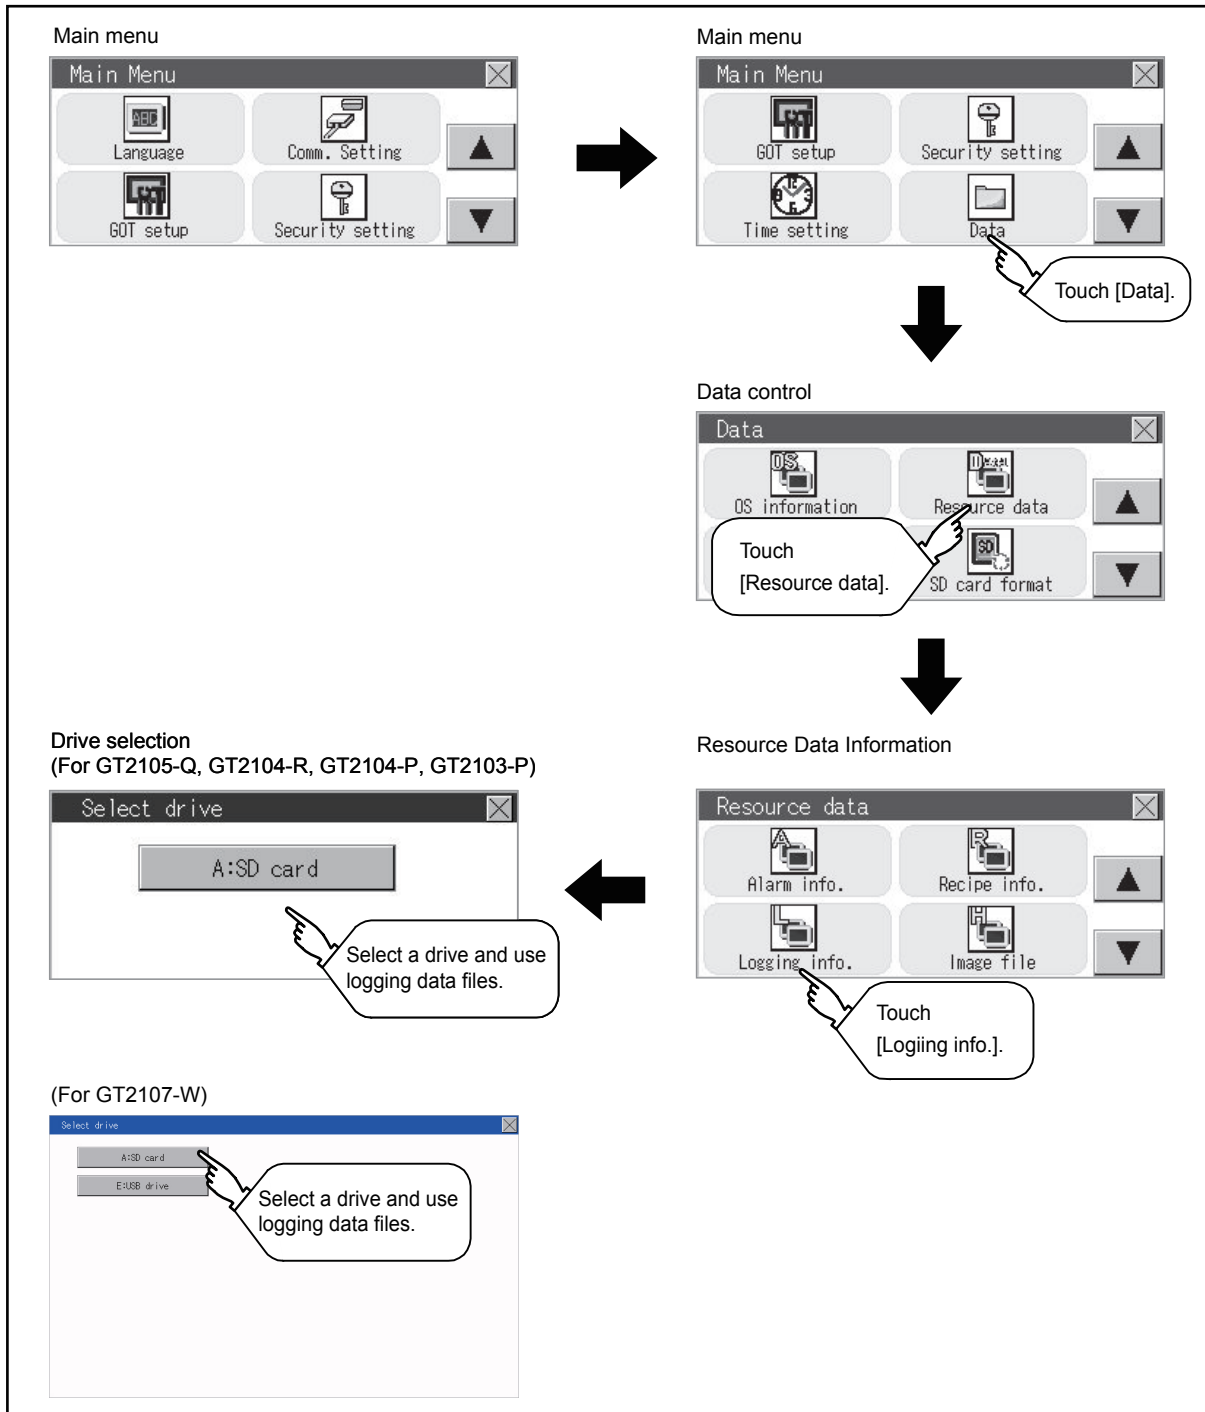 Main menu
Main Menu
ABC
Language
Comm. Setting
GOT setup
Security setting
Main menu
Main Menu
GOT setup
Security setting
Time setting
Data
Touch [Data].
Data control
Data
OS
OS information
Resource data
Touch
[Resource data].
SD
SD card format
Resource Data Information
Resource data
A
Alarm info.
R
Recipe info.
L
Logging info.
H
Image file
Touch
[Logiing info.].
Drive selection
(For GT2105-Q, GT2104-R, GT2104-P, GT2103-P)
Select drive
A:SD card
Select a drive and use
logging data files.
(For GT2107-W)
Select drive
A:SD card
E:USB drive
Select a drive and use
logging data files.